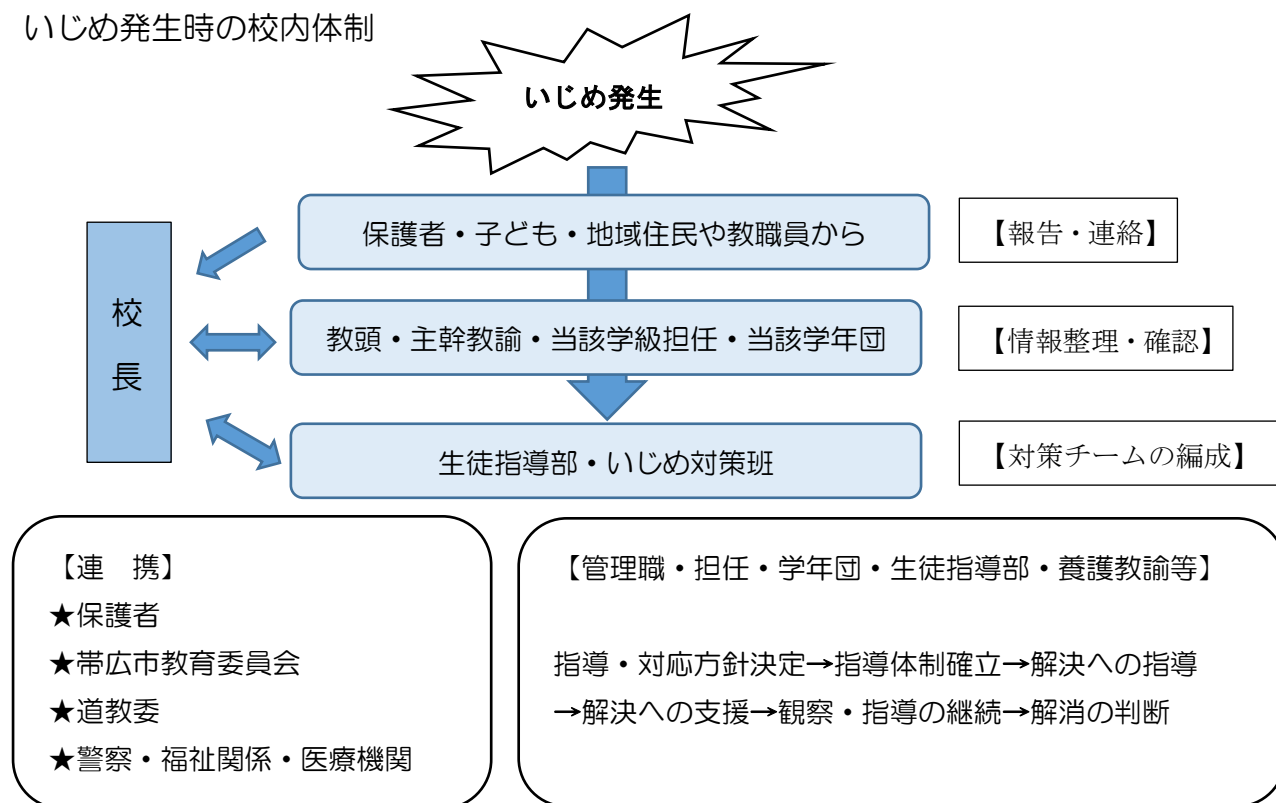 いじめ発生時の校内体制
いじめ発生
保護者・子ども・地域住民や教職員から
【報告・連絡】
校
長
教頭・主幹教諭・当該学級担任・当該学年団
【情報整理・確認】
生徒指導部・いじめ対策班
【対策チームの編成】
【連　携】
★保護者
★帯広市教育委員会
★道教委
★警察・福祉関係・医療機関
【管理職・担任・学年団・生徒指導部・養護教諭等】
指導・対応方針決定→指導体制確立→解決への指導
→解決への支援→観察・指導の継続→解消の判断